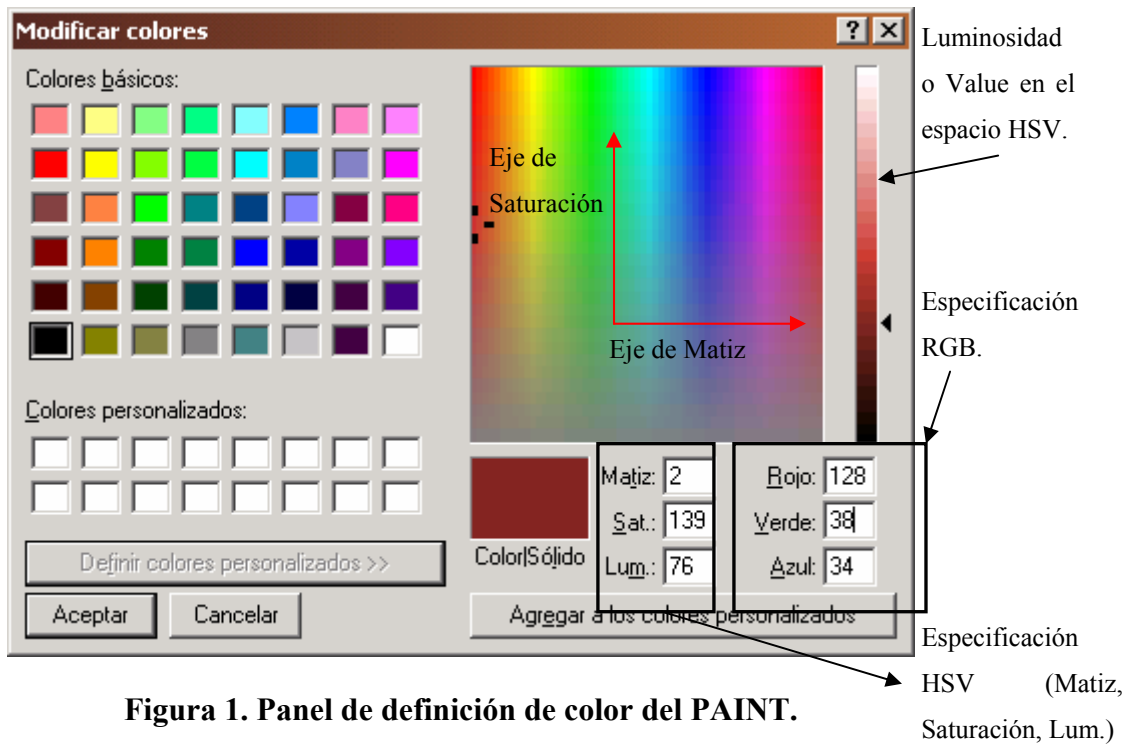 Modificar colores
? ×
Colores básicos:
Eje de
Saturación
Eje de Matiz
Luminosidad
o Value en el
espacio HSV.
Especificación
RGB.
Colores personalizados:
Definir colores personalizados >>
Aceptar
Cancelar
Color|Sólido
Matiz: 2
Sat.: 139
Lum.: 76
Rojo: 128
Verde: 38
Azul: 34
Agregar a los colores personalizados
Especificación
HSV (Matiz,
Saturación, Lum.)
Figura 1. Panel de definición de color del PAINT.